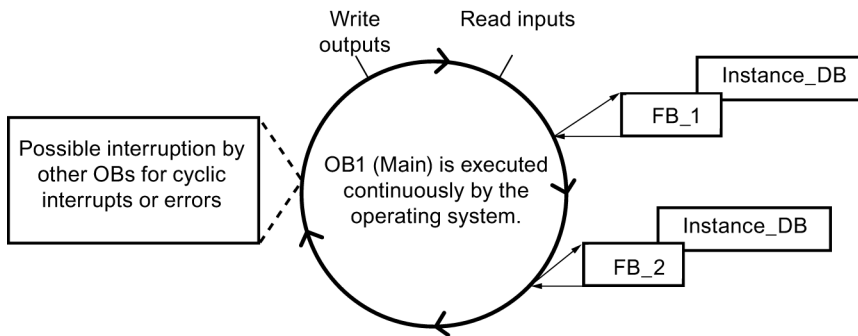 Write
outputs
Read inputs
Instance_DB
FB_1
Possible interruption by
other OBs for cyclic
interrupts or errors
OB1 (Main) is executed
continuously by the
operating system.
Instance_DB
FB_2